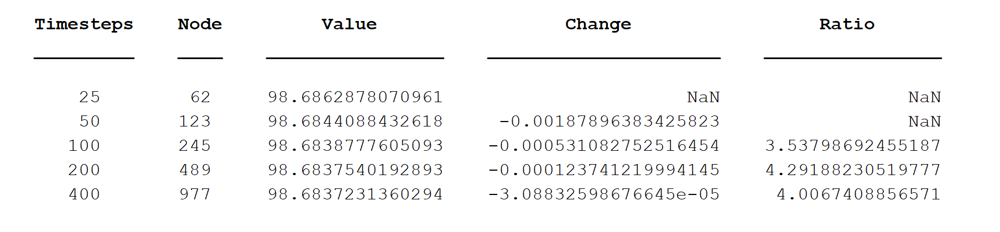 Timesteps Node Value Change Ratio
25 62 98.6862878070961 NaN NaN
50 123 98.6844088432618 -0.00187896383425823 NaN
100 245 98.6838777605093 -0.000531082752516454 3.53798692455187
200 489 98.6837540192893 -0.000123741219994145 4.29188230519777
400 977 98.6837231360294 -3.08832598676645e-05 4.0067408856571